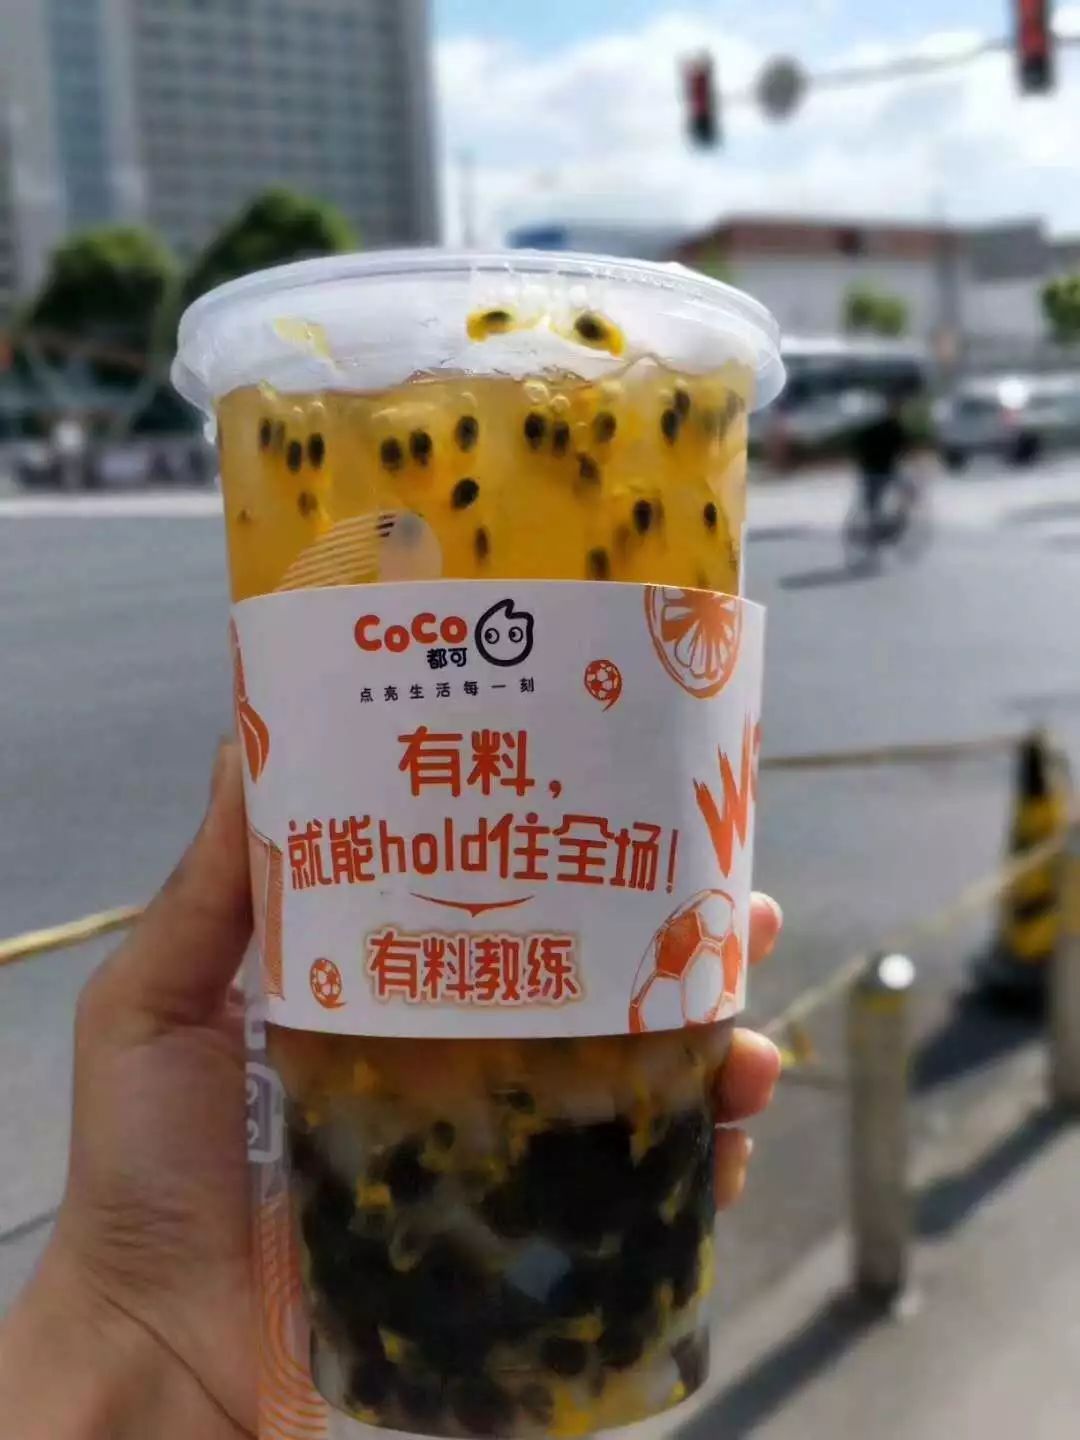 CoCo
都可
点亮生活每一刻
有料，
就能hold住全场！
有料教练